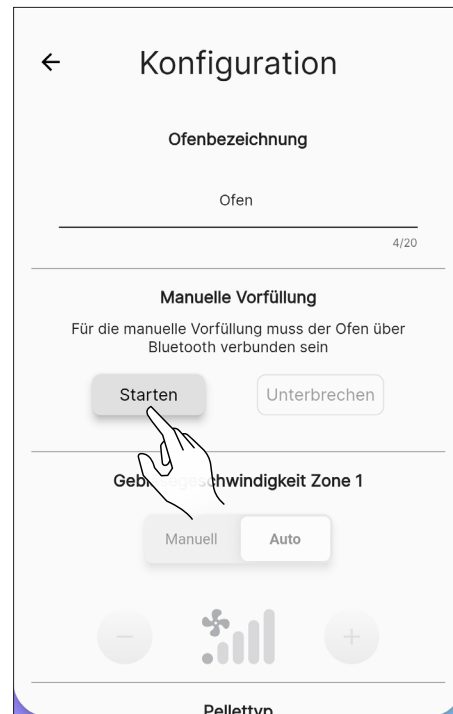 Konfiguration
Ofenbezeichnung
Ofen
4/20
Manuelle Vorfüllung
Für die manuelle Vorfüllung muss der Ofen über
Bluetooth verbunden sein
Starten
Unterbrechen
Gebläsegeschwindigkeit Zone 1
Manuell
Auto
Pellettyp